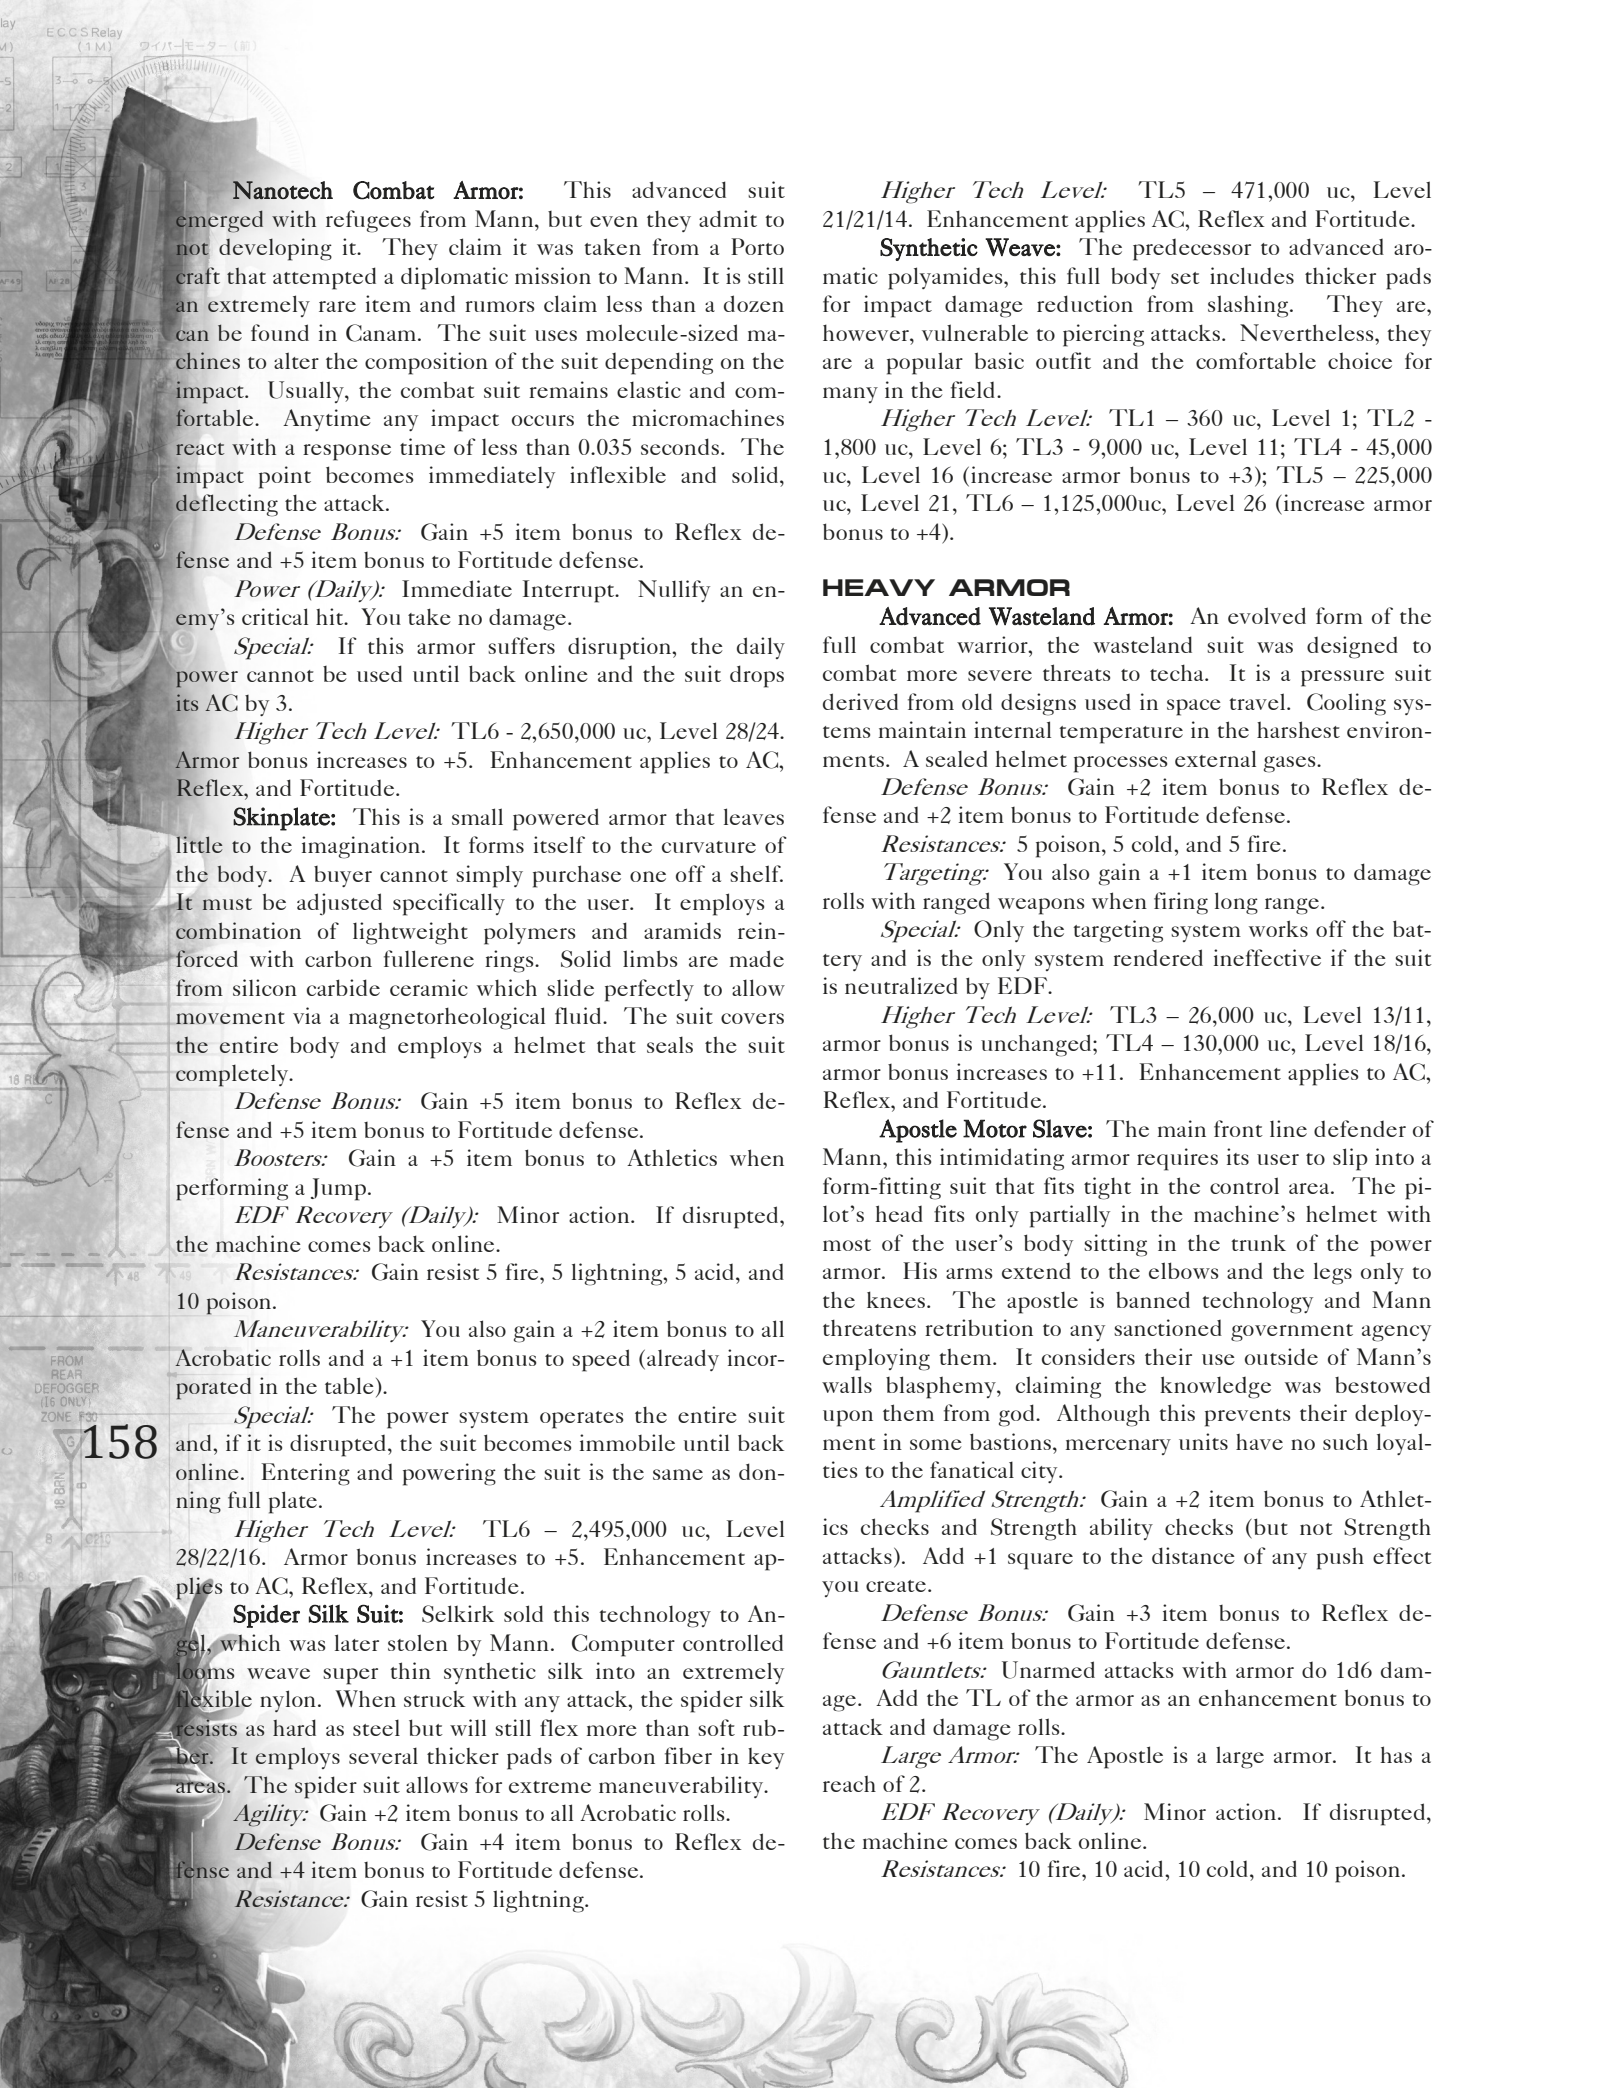 lay
ECCS Relay
(1M)
ワイパーモーター(前)
Nanotech Combat Armor: This advanced suit
emerged with refugees from Mann, but even they admit to
not developing it. They claim it was taken from a Porto
craft that attempted a diplomatic mission to Mann. It is still
an extremely rare item and rumors claim less than a dozen
can be found in Canam. The suit uses molecule-sized ma-
chines to alter the composition of the suit depending on the
impact. Usually, the combat suit remains elastic and com-
fortable. Anytime any impact occurs the micromachines
react with a response time of less than 0.035 seconds. The
impact point becomes immediately inflexible and solid,
deflecting the attack.
Defense Bonus: Gain +5 item bonus to Reflex de-
fense and +5 item bonus to Fortitude defense.
Power (Daily): Immediate Interrupt. Nullify an en-
emy's critical hit. You take no damage.
Special: If this armor suffers disruption, the daily
power cannot be used until back online and the suit drops
its AC by 3.
Higher Tech Level: TL6 - 2,650,000 uc, Level 28/24.
Armor bonus increases to +5. Enhancement applies to AC,
Reflex, and Fortitude.
Skinplate: This is a small powered armor that leaves
little to the imagination. It forms itself to the curvature of
the body. A buyer cannot simply purchase one off a shelf.
It must be adjusted specifically to the user. It employs a
combination of lightweight polymers and aramids rein-
forced with carbon fullerene rings. Solid limbs are made
from silicon carbide ceramic which slide perfectly to allow
movement via a magnetorheological fluid. The suit covers
the entire body and employs a helmet that seals the suit
completely.
Defense Bonus: Gain +5 item bonus to Reflex de-
fense and +5 item bonus to Fortitude defense.
Boosters: Gain a +5 item bonus to Athletics when
performing a Jump.
EDF Recovery (Daily): Minor action. If disrupted,
the machine comes back online.
Resistances: Gain resist 5 fire, 5 lightning, 5 acid, and
10 poison.
Maneuverability: You also gain a +2 item bonus to all
Acrobatic rolls and a +1 item bonus to speed (already incor-
porated in the table).
Special: The power system operates the entire suit
and, if it is disrupted, the suit becomes immobile until back
online. Entering and powering the suit is the same as don-
ning full plate.
Higher Tech Level: TL6 – 2,495,000 uc, Level
28/22/16. Armor bonus increases to +5. Enhancement ap-
plies to AC, Reflex, and Fortitude.
Spider Silk Suit: Selkirk sold this technology to An-
gel, which was later stolen by Mann. Computer controlled
looms weave super thin synthetic silk into an extremely
flexible nylon. When struck with any attack, the spider silk
resists as hard as steel but will still flex more than soft rub-
ber. It employs several thicker pads of carbon fiber in key
areas. The spider suit allows for extreme maneuverability.
Agility: Gain +2 item bonus to all Acrobatic rolls.
Defense Bonus: Gain +4 item bonus to Reflex de-
fense and +4 item bonus to Fortitude defense.
Resistance: Gain resist 5 lightning.
FROM
REAR
DEFOGGER
(16 ONLY)
ZONE F30
158
Higher Tech Level: TL5 – 471,000 uc, Level
21/21/14. Enhancement applies AC, Reflex and Fortitude.
Synthetic Weave: The predecessor to advanced aro-
matic polyamides, this full body set includes thicker pads
for impact damage reduction from slashing. They are,
however, vulnerable to piercing attacks. Nevertheless, they
are a popular basic outfit and the comfortable choice for
many in the field.
Higher Tech Level: TL1 – 360 uc, Level 1; TL2 -
1,800 uc, Level 6; TL3 - 9,000 uc, Level 11; TL4 - 45,000
uc, Level 16 (increase armor bonus to +3); TL5 – 225,000
uc, Level 21, TL6 – 1,125,000uc, Level 26 (increase armor
bonus to +4).
HEAVY ARMOR
Advanced Wasteland Armor: An evolved form of the
full combat warrior, the wasteland suit was designed to
combat more severe threats to techa. It is a pressure suit
derived from old designs used in space travel. Cooling sys-
tems maintain internal temperature in the harshest environ-
ments. A sealed helmet processes external gases.
Defense Bonus: Gain +2 item bonus to Reflex de-
fense and +2 item bonus to Fortitude defense.
Resistances: 5 poison, 5 cold, and 5 fire.
Targeting: You also gain a +1 item bonus to damage
rolls with ranged weapons when firing long range.
Special: Only the targeting system works off the bat-
tery and is the only system rendered ineffective if the suit
is neutralized by EDF.
Higher Tech Level: TL3 – 26,000 uc, Level 13/11,
armor bonus is unchanged; TL4 – 130,000 uc, Level 18/16,
armor bonus increases to +11. Enhancement applies to AC,
Reflex, and Fortitude.
Apostle Motor Slave: The main front line defender of
Mann, this intimidating armor requires its user to slip into a
form-fitting suit that fits tight in the control area. The pi-
lot's head fits only partially in the machine's helmet with
most of the user's body sitting in the trunk of the power
armor. His arms extend to the elbows and the legs only to
the knees. The apostle is banned technology and Mann
threatens retribution to any sanctioned government agency
employing them. It considers their use outside of Mann's
walls blasphemy, claiming the knowledge was bestowed
upon them from god. Although this prevents their deploy-
ment in some bastions, mercenary units have no such loyal-
ties to the fanatical city.
Amplified Strength: Gain a +2 item bonus to Athlet-
ics checks and Strength ability checks (but not Strength
attacks). Add +1 square to the distance of any push effect
you create.
Defense Bonus: Gain +3 item bonus to Reflex de-
fense and +6 item bonus to Fortitude defense.
Gauntlets: Unarmed attacks with armor do 1d6 dam-
age. Add the TL of the armor as an enhancement bonus to
attack and damage rolls.
Large Armor: The Apostle is a large armor. It has a
reach of 2.
EDF Recovery (Daily): Minor action. If disrupted,
the machine comes back online.
Resistances: 10 fire, 10 acid, 10 cold, and 10 poison.